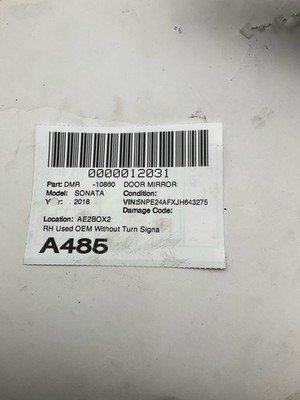 0000012031
Part: DMR -10860 DOOR MIRROR
Model: SONATA Condition:
Year: 2018 VIN:5NPE24AFXJH643275
Damage Code:
Location: AE2BOX2
RH Used OEM Without Turn Signa
A485